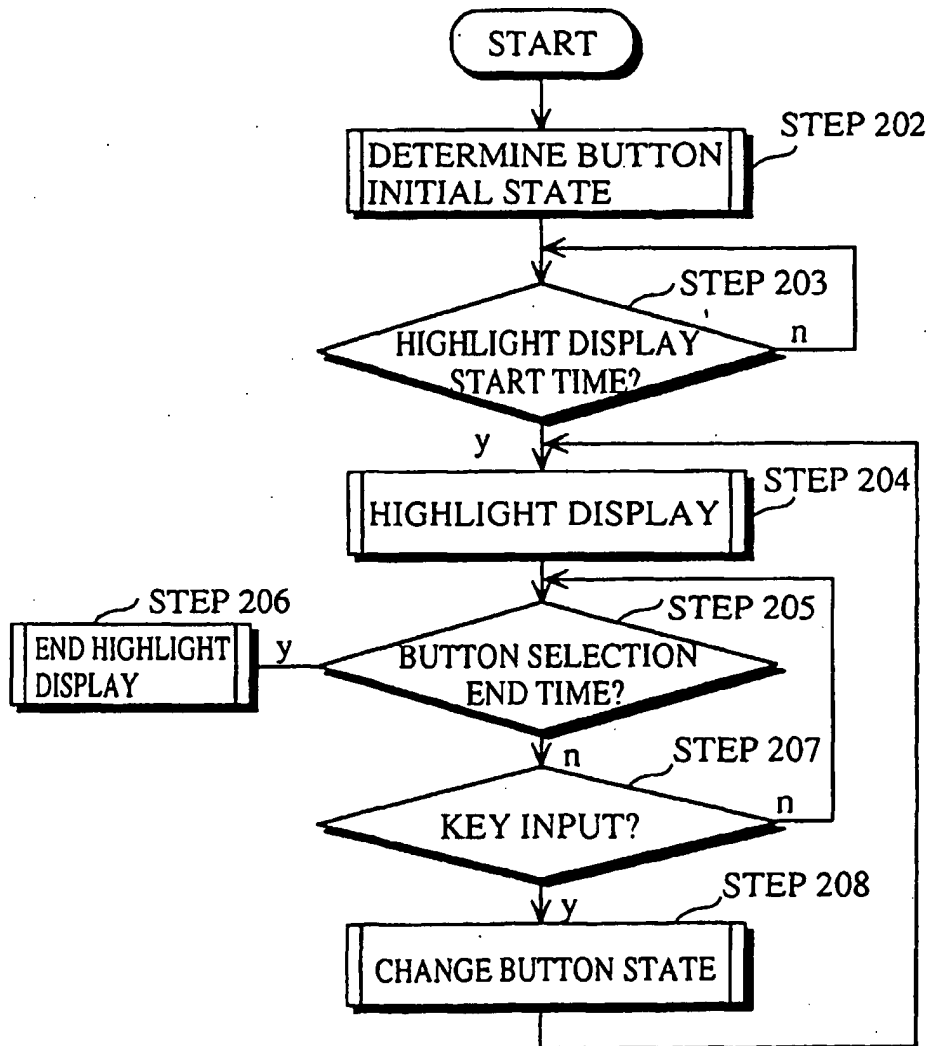 START
STEP 202
DETERMINE BUTTON
INITIAL STATE
STEP 203
HIGHLIGHT DISPLAY
START TIME?
n
y
STEP 204
HIGHLIGHT DISPLAY
STEP 206
END HIGHLIGHT
DISPLAY
y
STEP 205
BUTTON SELECTION
END TIME?
n
STEP 207
KEY INPUT?
n
y
STEP 208
CHANGE BUTTON STATE